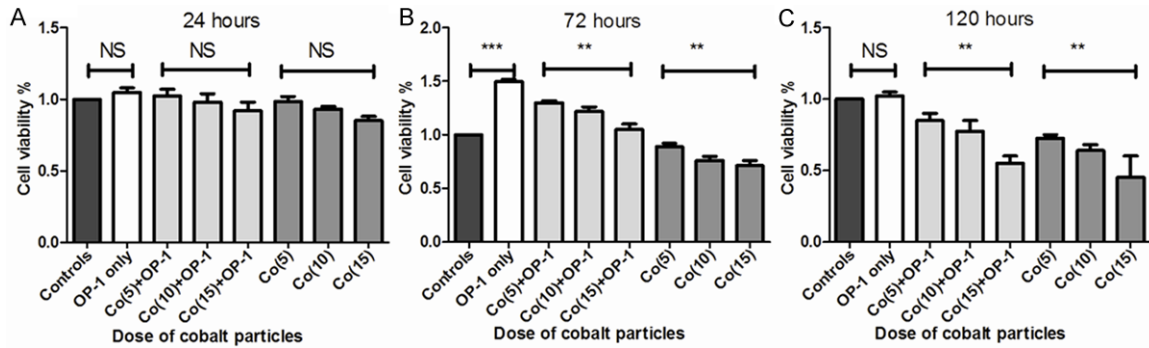 A
24 hours
NS
NS
NS
Cell viability %
1.5
1.0
0.5
0.0
Controls
OP-1 only
Co(5)+OP-1
Co(10)+OP-1
Co(15)+OP-1
Co(5)
Co(10)
Co(15)
Dose of cobalt particles
B
72 hours
***
**
**
Cell viability %
2.0
1.5
1.0
0.5
0.0
Controls
OP-1 only
Co(5)+OP-1
Co(10)+OP-1
Co(15)+OP-1
Co(5)
Co(10)
Co(15)
Dose of cobalt particles
C
120 hours
NS
**
**
Cell viability %
1.5
1.0
0.5
0.0
Controls
OP-1 only
Co(5)+OP-1
Co(10)+OP-1
Co(15)+OP-1
Co(5)
Co(10)
Co(15)
Dose of cobalt particles